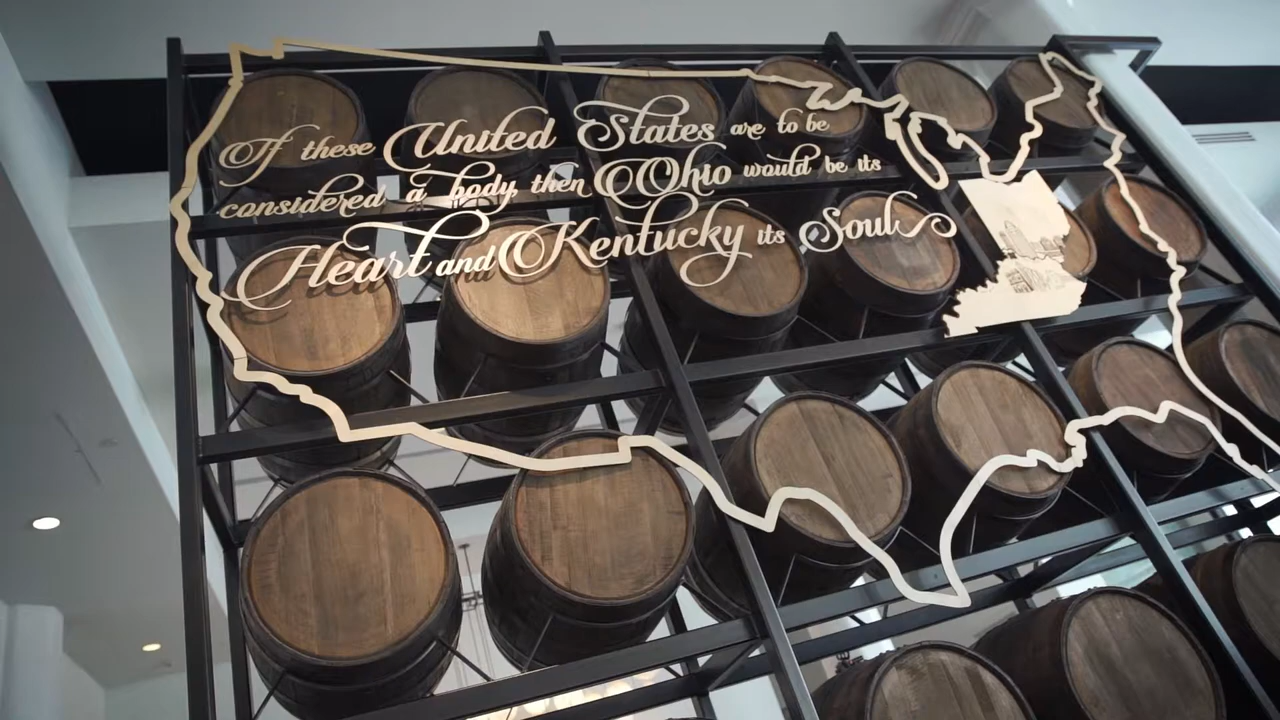 If these United States are to be
considered a body, then Ohio would be its
Heart and Kentucky its Soul